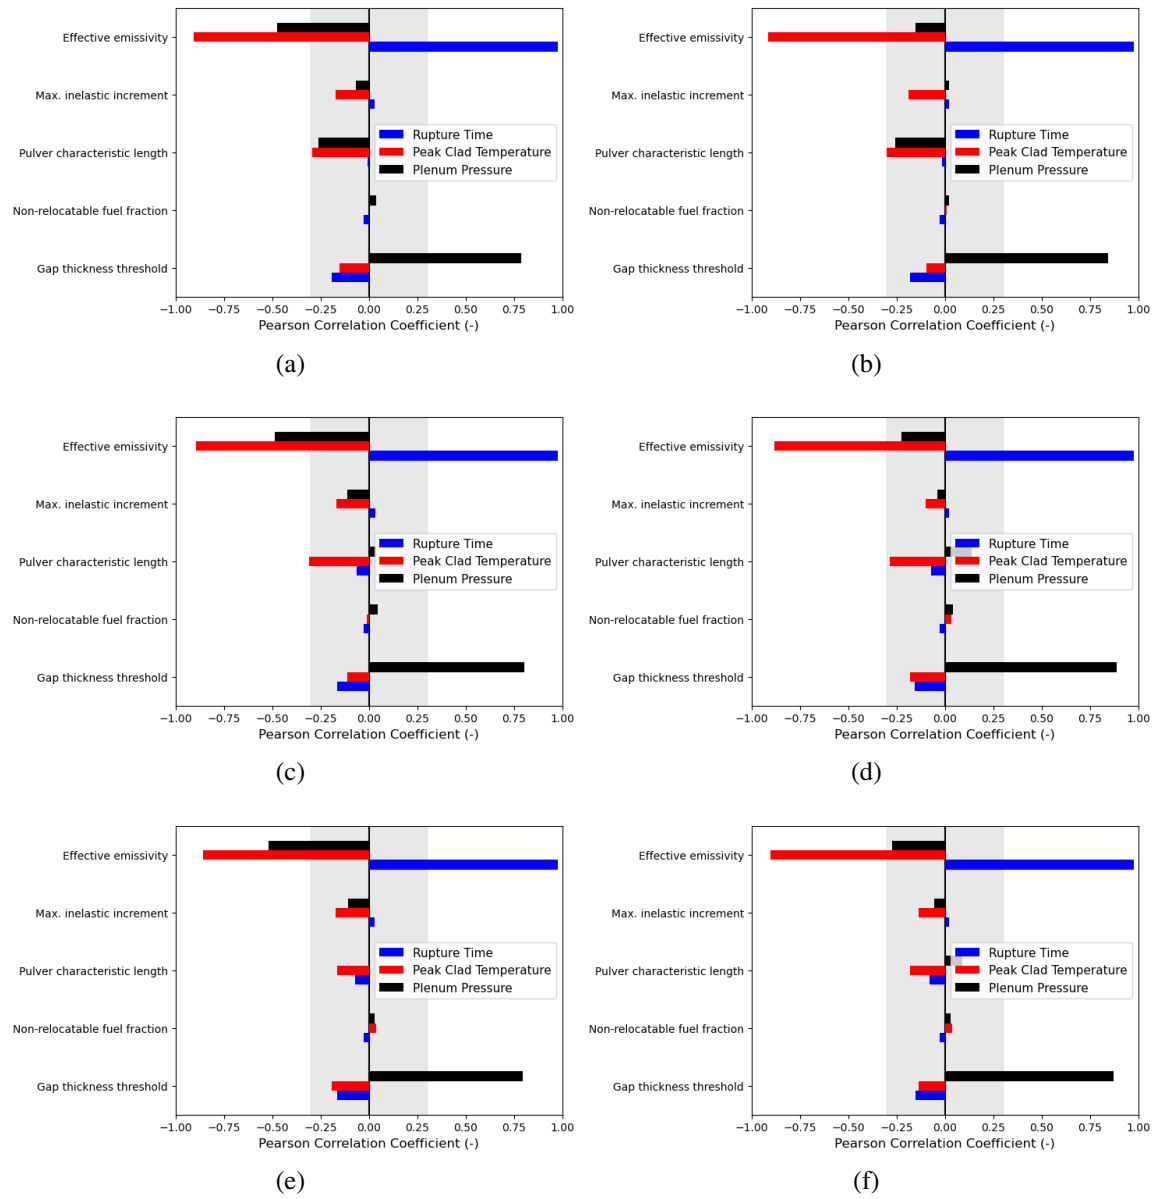 Effective emissivity
Max. inelastic increment
Pulver characteristic length
Non-relocatable fuel fraction
Gap thickness threshold
Rupture Time
Peak Clad Temperature
Plenum Pressure
−1.00 −0.75 −0.50 −0.25 0.00 0.25 0.50 0.75 1.00
Pearson Correlation Coefficient (-)
(a)
Effective emissivity
Max. inelastic increment
Pulver characteristic length
Non-relocatable fuel fraction
Gap thickness threshold
Rupture Time
Peak Clad Temperature
Plenum Pressure
−1.00 −0.75 −0.50 −0.25 0.00 0.25 0.50 0.75 1.00
Pearson Correlation Coefficient (-)
(b)
Effective emissivity
Max. inelastic increment
Pulver characteristic length
Non-relocatable fuel fraction
Gap thickness threshold
Rupture Time
Peak Clad Temperature
Plenum Pressure
−1.00 −0.75 −0.50 −0.25 0.00 0.25 0.50 0.75 1.00
Pearson Correlation Coefficient (-)
(c)
Effective emissivity
Max. inelastic increment
Pulver characteristic length
Non-relocatable fuel fraction
Gap thickness threshold
Rupture Time
Peak Clad Temperature
Plenum Pressure
−1.00 −0.75 −0.50 −0.25 0.00 0.25 0.50 0.75 1.00
Pearson Correlation Coefficient (-)
(d)
Effective emissivity
Max. inelastic increment
Pulver characteristic length
Non-relocatable fuel fraction
Gap thickness threshold
Rupture Time
Peak Clad Temperature
Plenum Pressure
−1.00 −0.75 −0.50 −0.25 0.00 0.25 0.50 0.75 1.00
Pearson Correlation Coefficient (-)
(e)
Effective emissivity
Max. inelastic increment
Pulver characteristic length
Non-relocatable fuel fraction
Gap thickness threshold
Rupture Time
Peak Clad Temperature
Plenum Pressure
−1.00 −0.75 −0.50 −0.25 0.00 0.25 0.50 0.75 1.00
Pearson Correlation Coefficient (-)
(f)